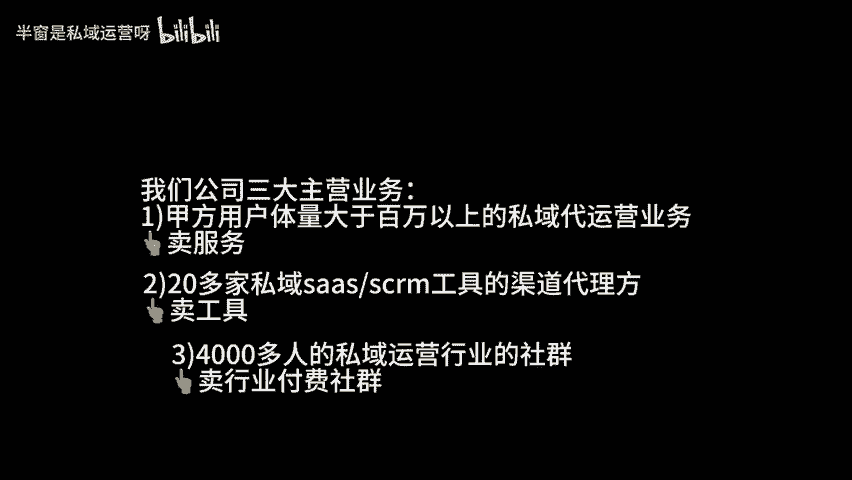 半窗是私域运营呀 bilibili
我们公司三大主营业务：
1)甲方用户体量大于百万以上的私域代运营业务
👆卖服务
2)20多家私域saas/scrm工具的渠道代理方
👆卖工具
3)4000多人的私域运营行业的社群
👆卖行业付费社群